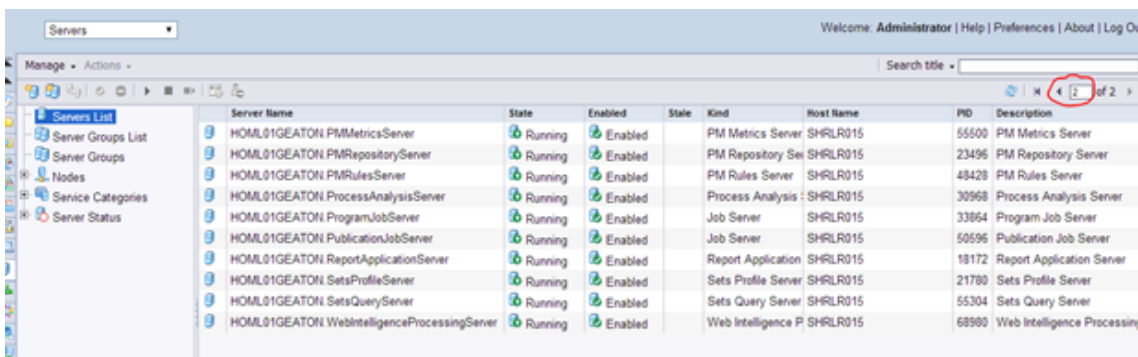 Servers
Welcome: Administrator | Help | Preferences | About | Log Ou
Manage Actions
Search title
2 of 2
Servers List
Server Groups List
Server Groups
Nodes
Service Categories
Server Status
Server Name State Enabled Stale Kind Host Name PID Description
HOML01GEATON.PMMetricsServer Running Enabled PM Metrics Server SHRLR015 55500 PM Metrics Server
HOML01GEATON.PMRepositoryServer Running Enabled PM Repository Ser SHRLR015 23496 PM Repository Server
HOML01GEATON.PMRulesServer Running Enabled PM Rules Server SHRLR015 48428 PM Rules Server
HOML01GEATON.ProcessAnalysisServer Running Enabled Process Analysis SHRLR015 30968 Process Analysis Server
HOML01GEATON.ProgramJobServer Running Enabled Job Server SHRLR015 33864 Program Job Server
HOML01GEATON.PublicationJobServer Running Enabled Job Server SHRLR015 50596 Publication Job Server
HOML01GEATON.ReportApplicationServer Running Enabled Report Application SHRLR015 18172 Report Application Server
HOML01GEATON.SetsProfileServer Running Enabled Sets Profile Server SHRLR015 21780 Sets Profile Server
HOML01GEATON.SetsQueryServer Running Enabled Sets Query Server SHRLR015 55304 Sets Query Server
HOML01GEATON.WebIntelligenceProcessingServer Running Enabled Web Intelligence P SHRLR015 68980 Web Intelligence Processing